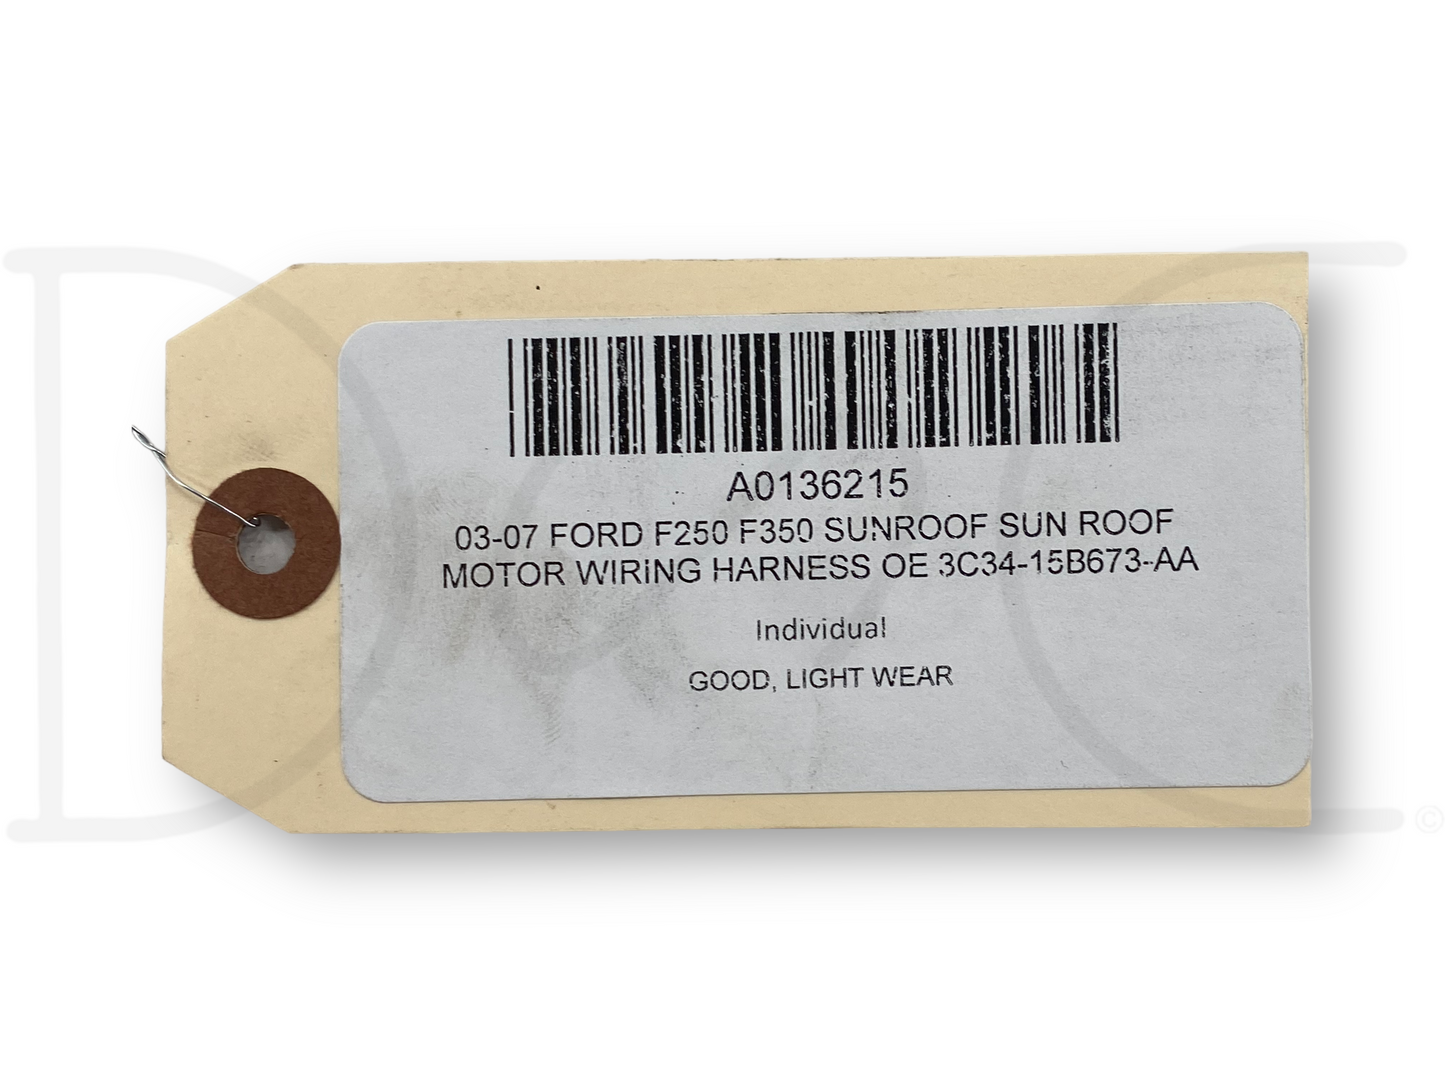 A0136215
03-07 FORD F250 F350 SUNROOF SUN ROOF
MOTOR WIRING HARNESS OE 3C34-15B673-AA
Individual
GOOD, LIGHT WEAR